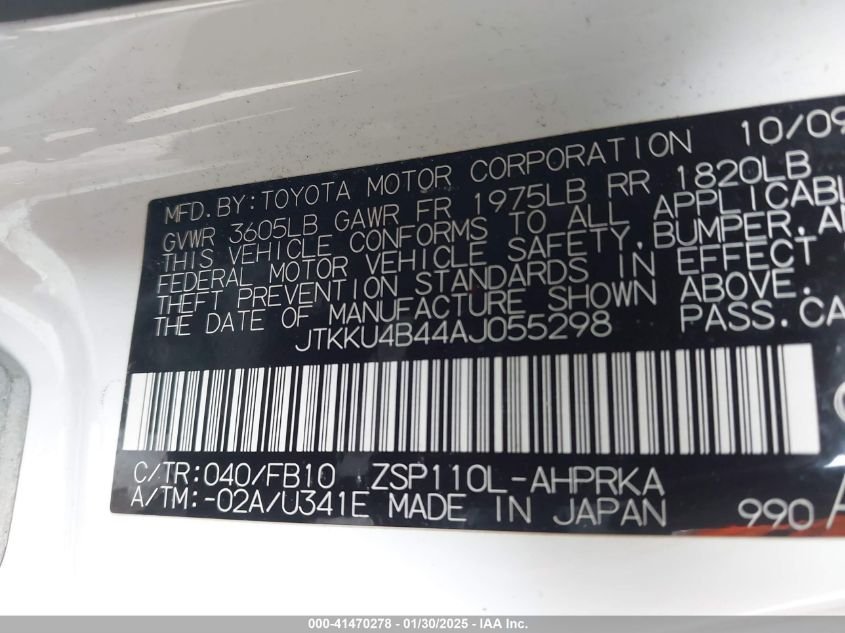 MFD.BY:TOYOTA MOTOR CORPORATION 10/09
GVWR 3605LB GAWR FR 1975LB RR 1820LB
THIS VEHICLE CONFORMS TO ALL APPLICABL
FEDERAL MOTOR VEHICLE SAFETY,BUMPER,AN
THEFT PREVENTION STANDARDS IN EFFECT
THE DATE OF MANUFACTURE SHOWN ABOVE.
JTKKU4B44AJ055298 PASS.CA
C/TR:040/FB10 ZSP110L-AHPRKA
A/TM:-02A/U341E MADE IN JAPAN 990 A
000-41470278 - 01/30/2025 - IAA Inc.